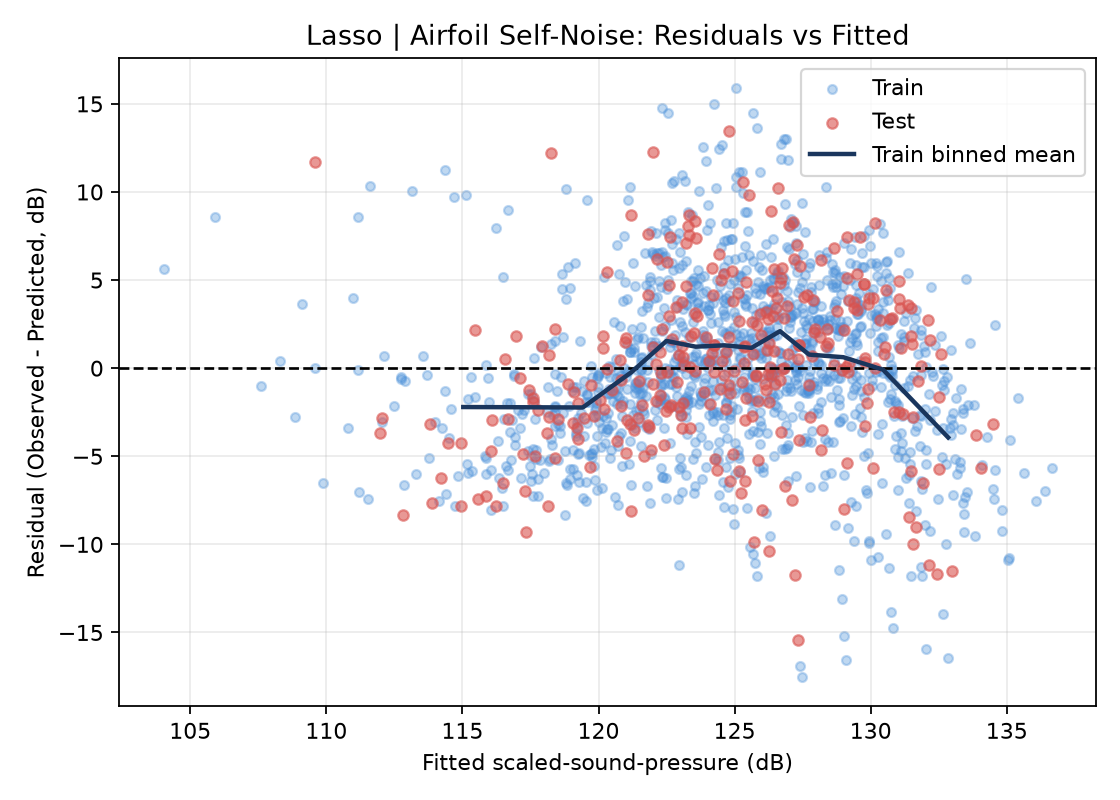 Lasso | Airfoil Self-Noise: Residuals vs Fitted
Train
Test
Train binned mean
Residual (Observed - Predicted, dB)
15
10
5
0
−5
−10
−15
105 110 115 120 125 130 135
Fitted scaled-sound-pressure (dB)